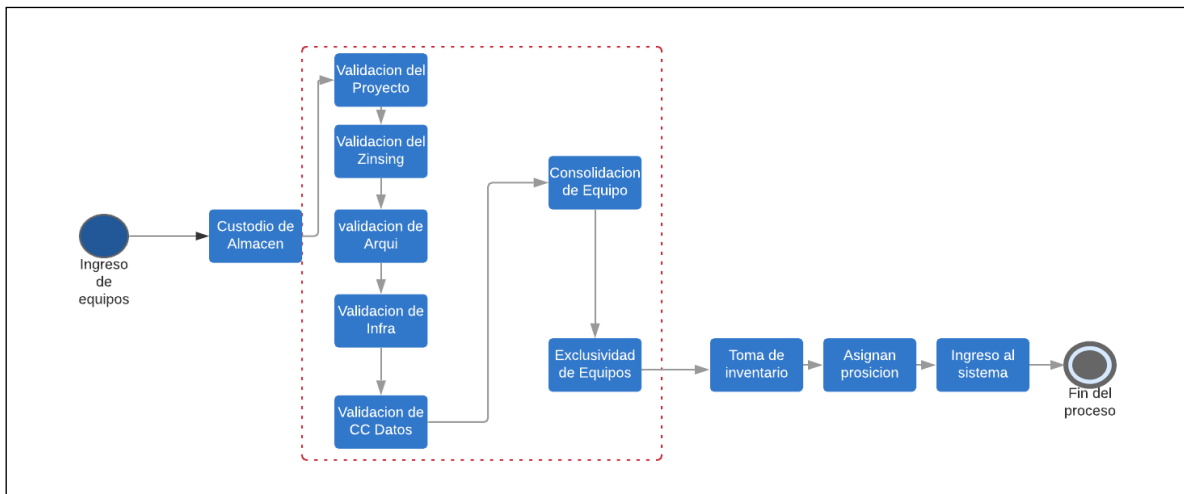 Ingreso
de
equipos
Custodio de
Almacen
Validacion del
Proyecto
Validacion del
Zinsing
validacion de
Arqui
Validacion de
Infra
Validacion de
CC Datos
Consolidacion
de Equipo
Exclusividad
de Equipos
Toma de
inventario
Asignan
prosicion
Ingreso al
sistema
Fin del
proceso